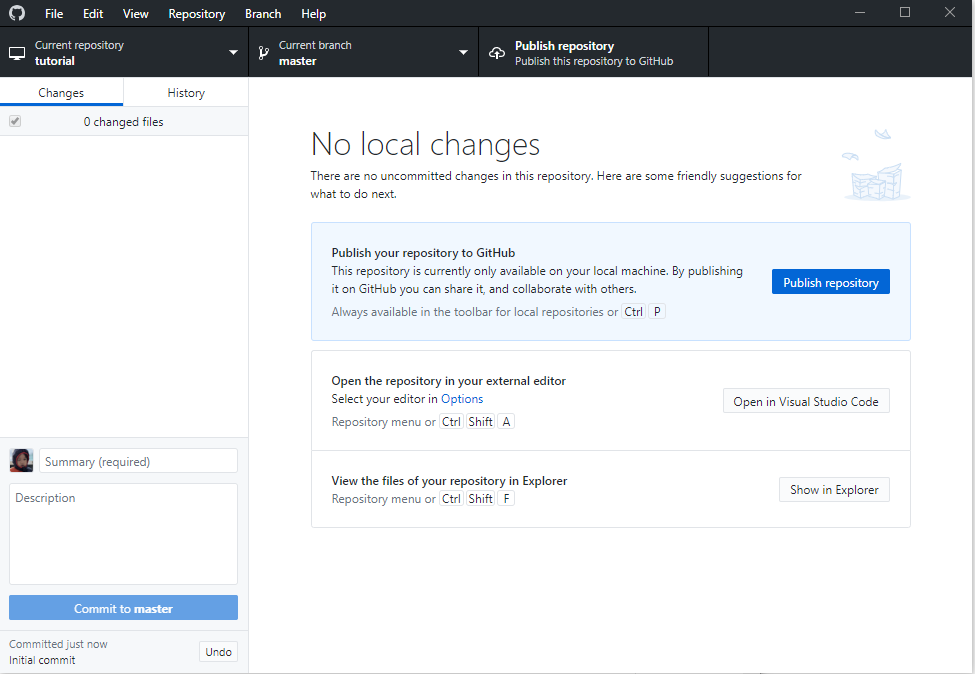 File Edit View Repository Branch Help
Current repository
tutorial
Current branch
master
Publish repository
Publish this repository to GitHub
Changes History
0 changed files
No local changes
There are no uncommitted changes in this repository. Here are some friendly suggestions for
what to do next.
Publish your repository to GitHub
This repository is currently only available on your local machine. By publishing
it on GitHub you can share it, and collaborate with others.
Always available in the toolbar for local repositories or Ctrl P
Publish repository
Open the repository in your external editor
Select your editor in Options
Repository menu or Ctrl Shift A
Open in Visual Studio Code
View the files of your repository in Explorer
Repository menu or Ctrl Shift F
Show in Explorer
Summary (required)
Description
Commit to master
Committed just now
Initial commit
Undo